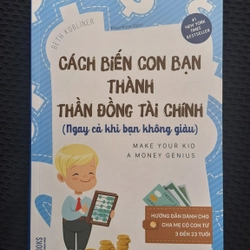 BETH KOBLINER
#1
NEW YORK
TIMES
BESTSELLER
CÁCH BIẾN CON BẠN
THÀNH
THẦN ĐỒNG TÀI CHÍNH
(Ngay cả khi bạn không giàu)
MAKE YOUR KID
A MONEY GENIUS
HƯỚNG DẪN DÀNH CHO
CHA MẸ CÓ CON TỪ
3 ĐẾN 23 TUỔI
BOOKS